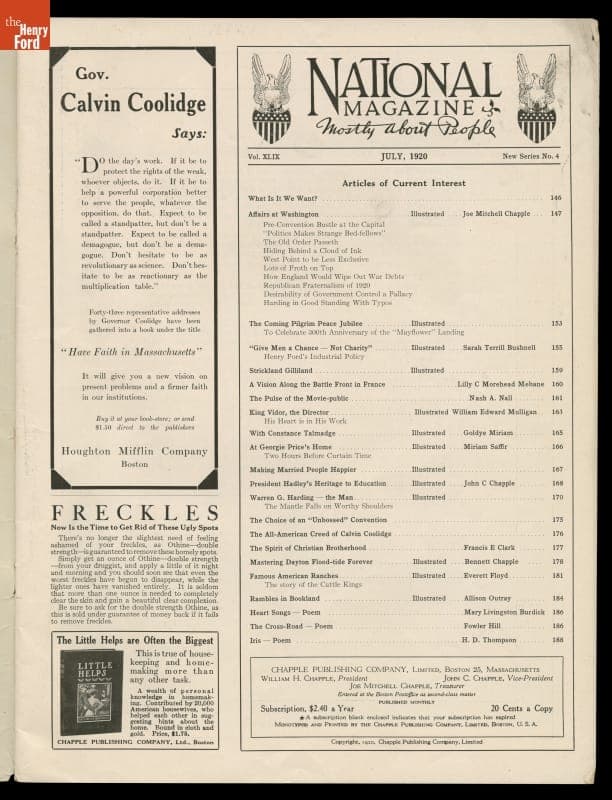 the
Henry
Ford
Gov.
Calvin Coolidge
Says:
"DO the day's work. If it be to
protect the rights of the weak,
whoever objects, do it. If it be to
help a powerful corporation better
to serve the people, whatever the
opposition, do that. Expect to be
called a standpatter, but don't be a
standpatter. Expect to be called a
demagogue, but don't be a dema-
gogue. Don't hesitate to be as
revolutionary as science. Don't hes-
itate to be as reactionary as the
multiplication table."
Forty-three representative addresses
by Governor Coolidge have been
gathered into a book under the title
"Have Faith in Massachusetts"
It will give you a new vision on
present problems and a firmer faith
in our institutions.
Buy it at your book-store; or send
$1.50 direct to the publishers
Houghton Mifflin Company
Boston
FRECKLES
Now Is the Time to Get Rid of These Ugly Spots
There's no longer the slightest need of feeling
ashamed of your freckles, as Othine—double
strength—is guaranteed to remove these homely spots.
Simply get an ounce of Othine—double strength
—from your druggist, and apply a little of it night
and morning and you should soon see that even the
worst freckles have begun to disappear, while the
lighter ones have vanished entirely. It is seldom
that more than one ounce is needed to completely
clear the skin and gain a beautiful clear complexion.
Be sure to ask for the double strength Othine, as
this is sold under guarantee of money back if it fails
to remove freckles.
The Little Helps are Often the Biggest
LITTLE
HELPS
This is true of house-
keeping and home-
making more than
any other task.
A wealth of personal
knowledge in homemak-
ing. Contributed by 20,000
American housewives, who
helped each other in sug-
gesting hints about the
home. Bound in cloth and
gold. Price, $1.75.
CHAPPLE PUBLISHING COMPANY, Ltd., Boston
NATIONAL
MAGAZINE
Mostly About People
Vol. XLIX JULY, 1920 New Series No. 4
Articles of Current Interest
What Is It We Want? 146
Affairs at Washington Illustrated Joe Mitchell Chapple 147
Pre-Convention Bustle at the Capital
"Politics Makes Strange Bed-fellows"
The Old Order Passeth
Hiding Behind a Cloud of Ink
West Point to be Less Exclusive
Lots of Froth on Top
How England Would Wipe Out War Debts
Republican Fraternalism of 1920
Desirability of Government Control a Fallacy
Harding in Good Standing With Typos
The Coming Pilgrim Peace Jubilee Illustrated 153
To Celebrate 300th Anniversary of the "Mayflower" Landing
"Give Men a Chance — Not Charity" Illustrated Sarah Terrill Bushnell 155
Henry Ford's Industrial Policy
Strickland Gilliland Illustrated 159
A Vision Along the Battle Front in France Lilly C Morehead Mebane 160
The Pulse of the Movie-public Nash A. Nall 161
King Vidor, the Director Illustrated William Edward Mulligan 163
His Heart is in His Work
With Constance Talmadge Illustrated Goldye Miriam 165
At Georgie Price's Home Illustrated Miriam Saffir 166
Two Hours Before Curtain Time
Making Married People Happier Illustrated 167
President Hadley's Heritage to Education Illustrated John C Chapple 168
Warren G. Harding — the Man Illustrated 170
The Mantle Falls on Worthy Shoulders
The Choice of an "Unbossed" Convention 175
The All-American Creed of Calvin Coolidge 176
The Spirit of Christian Brotherhood Francis E Clark 177
Mastering Dayton Flood-tide Forever Illustrated Bennett Chapple 178
Famous American Ranches Illustrated Everett Floyd 181
The story of the Cattle Kings
Rambles in Bookland Illustrated Allison Outray 184
Heart Songs — Poem Mary Livingston Burdick 186
The Cross-Road — Poem Fowler Hill 186
Iris — Poem H. D. Thompson 188
CHAPPLE PUBLISHING COMPANY, LIMITED, BOSTON 25, MASSACHUSETTS
WILLIAM H. CHAPPLE, President JOHN C. CHAPPLE, Vice-President
JOE MITCHELL CHAPPLE, Treasurer
Entered at the Boston Postoffice as second-class matter
PUBLISHED MONTHLY
Subscription, $2.40 a Year 20 Cents a Copy
★A subscription blank enclosed indicates that your subscription has expired
MONOTYPED AND PRINTED BY THE CHAPPLE PUBLISHING COMPANY, LIMITED, BOSTON, U. S. A.
Copyright, 1920, Chapple Publishing Company, Limited